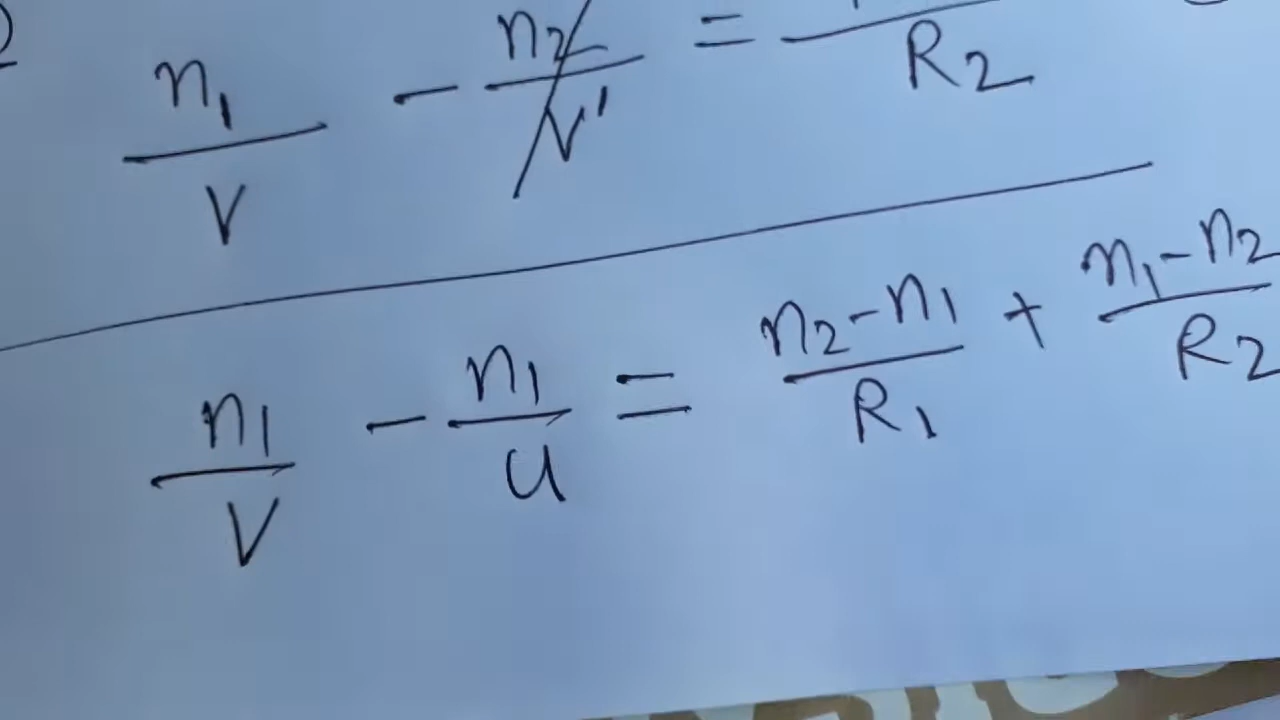 n₁/V - n₂/V' = /R₂
n₁/V - n₁/u = n₂-n₁/R₁ + n₁-n₂/R₂